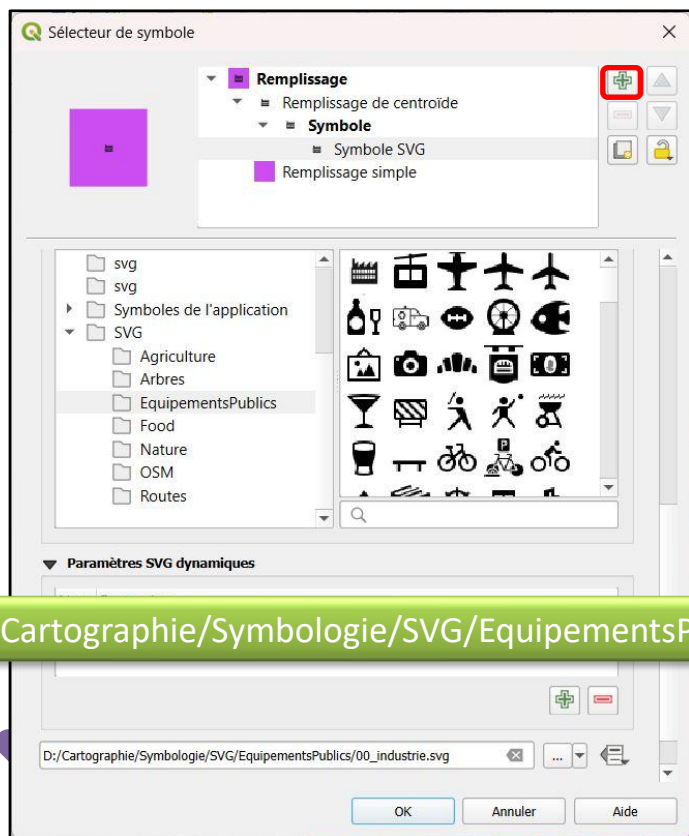 Sélecteur de symbole
Remplissage
Remplissage de centroïde
Symbole
Symbole SVG
Remplissage simple
svg
svg
Symboles de l'application
SVG
Agriculture
Arbres
EquipementsPublics
Food
Nature
OSM
Routes
P
Paramètres SVG dynamiques
Cartographie/Symbologie/SVG/EquipementsP
D:/Cartographie/Symbologie/SVG/EquipementsPublics/00_industrie.svg
...
OK Annuler Aide